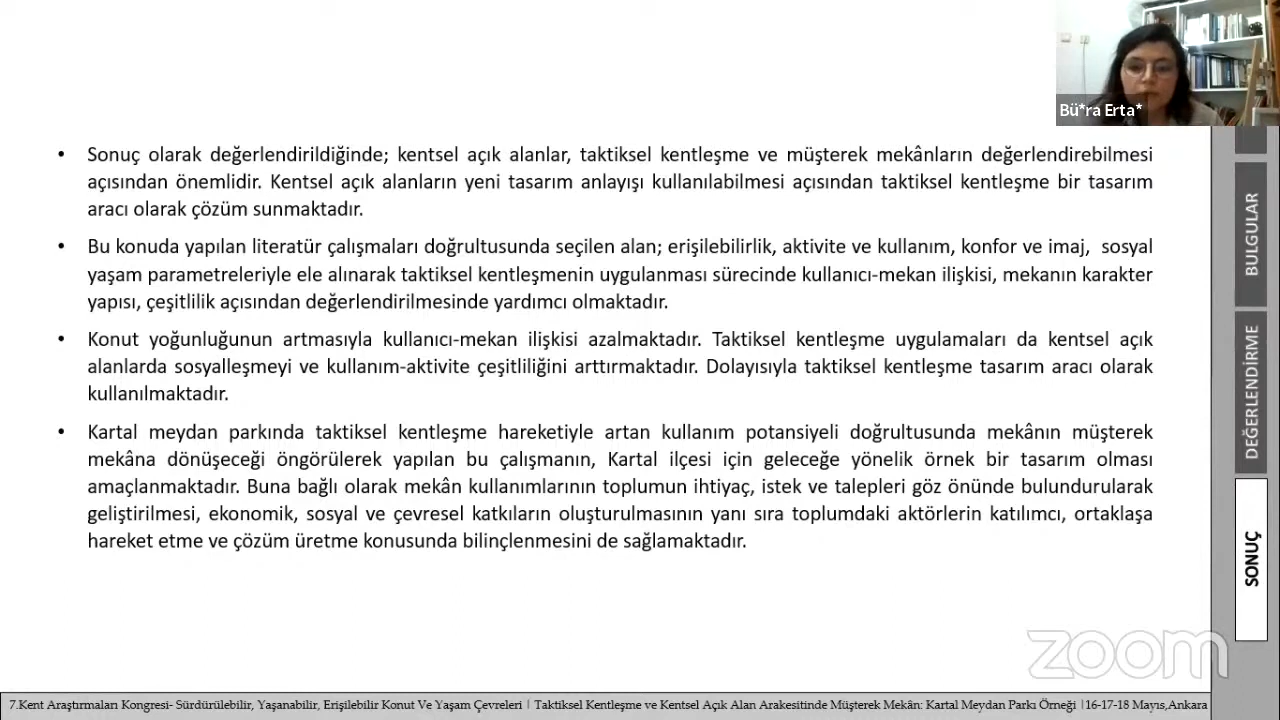 Bü*ra Erta*
• Sonuç olarak değerlendirildiğinde; kentsel açık alanlar, taktiksel kentleşme ve müşterek mekânların değerlendirebilmesi
açısından önemlidir. Kentsel açık alanların yeni tasarım anlayışı kullanılabilmesi açısından taktiksel kentleşme bir tasarım
aracı olarak çözüm sunmaktadır.
• Bu konuda yapılan literatür çalışmaları doğrultusunda seçilen alan; erişilebilirlik, aktivite ve kullanım, konfor ve imaj, sosyal
yaşam parametreleriyle ele alınarak taktiksel kentleşmenin uygulanması sürecinde kullanıcı-mekan ilişkisi, mekanın karakter
yapısı, çeşitlilik açısından değerlendirilmesinde yardımcı olmaktadır.
• Konut yoğunluğunun artmasıyla kullanıcı-mekan ilişkisi azalmaktadır. Taktiksel kentleşme uygulamaları da kentsel açık
alanlarda sosyalleşmeyi ve kullanım-aktivite çeşitliliğini arttırmaktadır. Dolayısıyla taktiksel kentleşme tasarım aracı olarak
kullanılmaktadır.
• Kartal meydan parkında taktiksel kentleşme hareketiyle artan kullanım potansiyeli doğrultusunda mekânın müşterek
mekâna dönüşeceği öngörülerek yapılan bu çalışmanın, Kartal ilçesi için geleceğe yönelik örnek bir tasarım olması
amaçlanmaktadır. Buna bağlı olarak mekân kullanımlarının toplumun ihtiyaç, istek ve talepleri göz önünde bulundurularak
geliştirilmesi, ekonomik, sosyal ve çevresel katkıların oluşturulmasının yanı sıra toplumdaki aktörlerin katılımcı, ortaklaşa
hareket etme ve çözüm üretme konusunda bilinçlenmesini de sağlamaktadır.
BULGULAR
DEĞERLENDİRME
SONUÇ
zoom
7.Kent Araştırmaları Kongresi- Sürdürülebilir, Yaşanabilir, Erişilebilir Konut Ve Yaşam Çevreleri | Taktiksel Kentleşme ve Kentsel Açık Alan Arakesitinde Müşterek Mekân: Kartal Meydan Parkı Örneği |16-17-18 Mayıs,Ankara